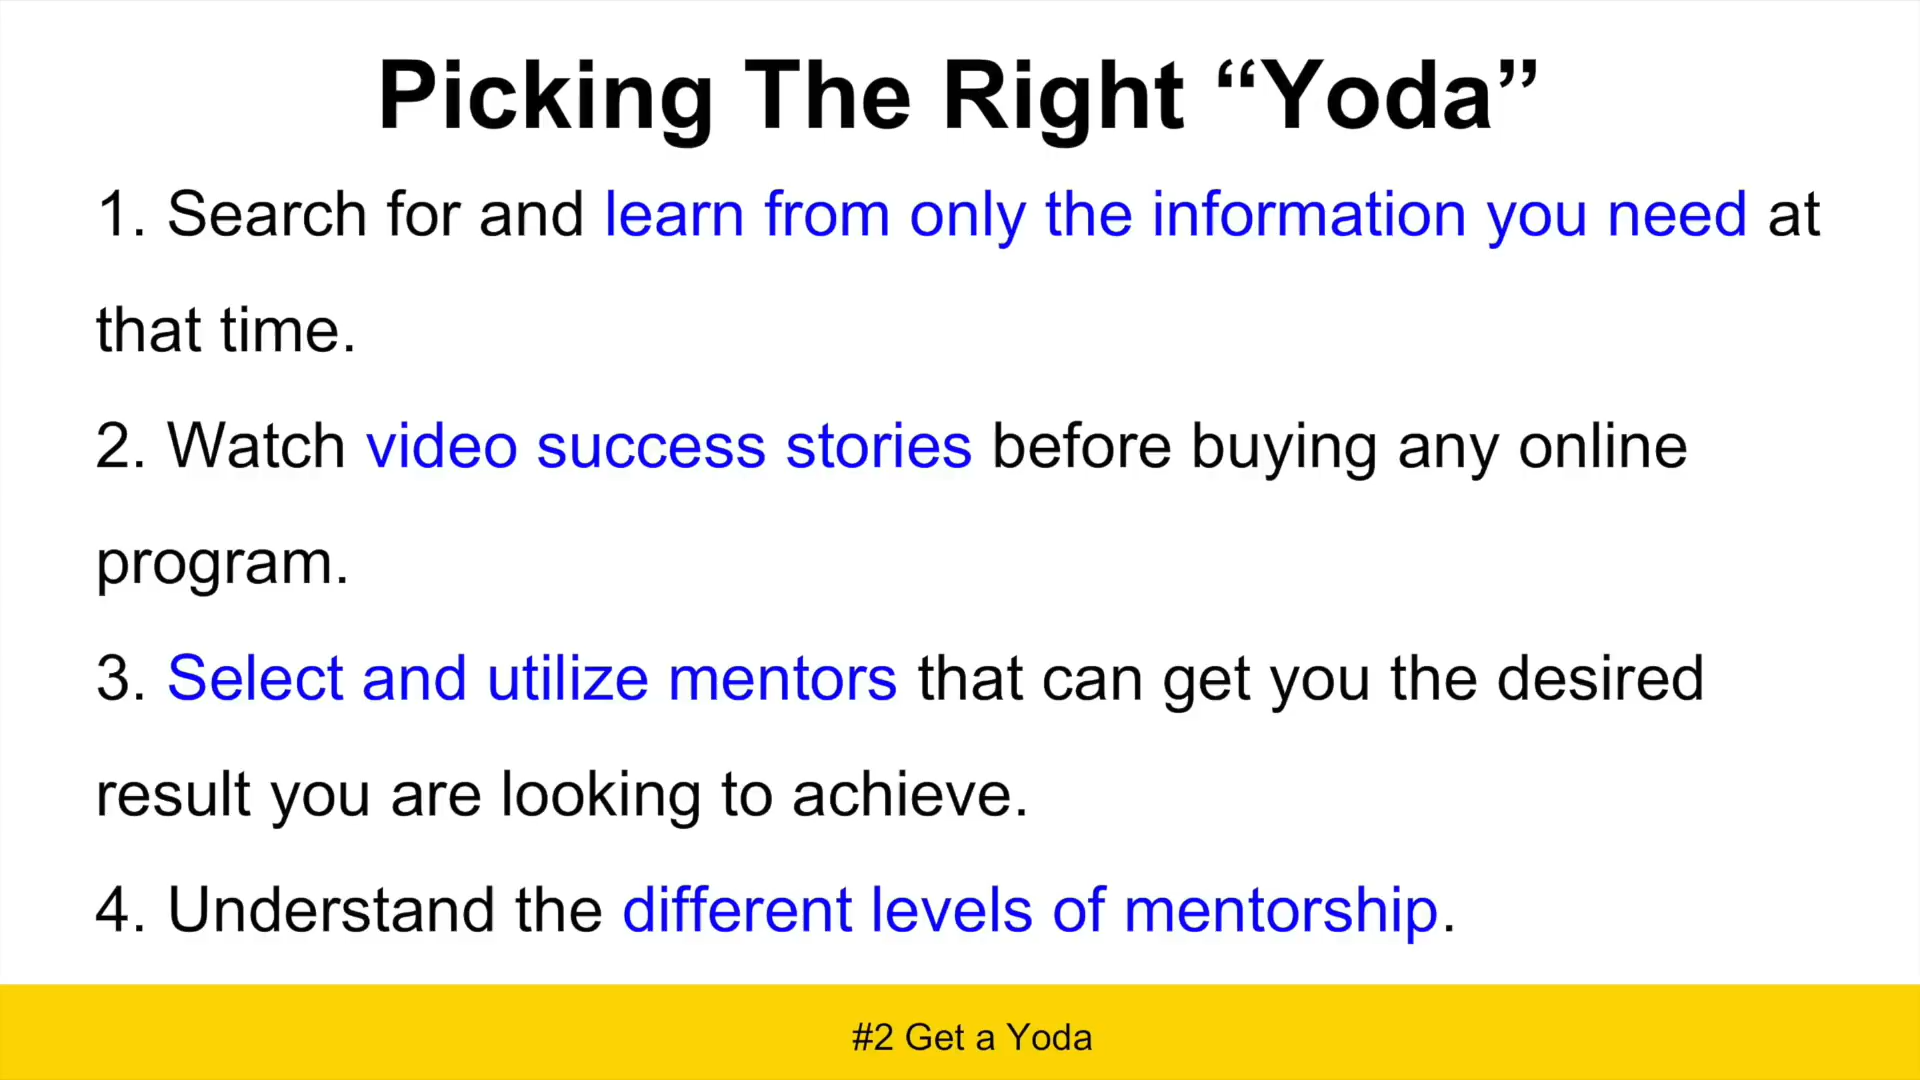 Picking The Right “Yoda”
1. Search for and learn from only the information you need at
that time.
2. Watch video success stories before buying any online
program.
3. Select and utilize mentors that can get you the desired
result you are looking to achieve.
4. Understand the different levels of mentorship.
#2 Get a Yoda